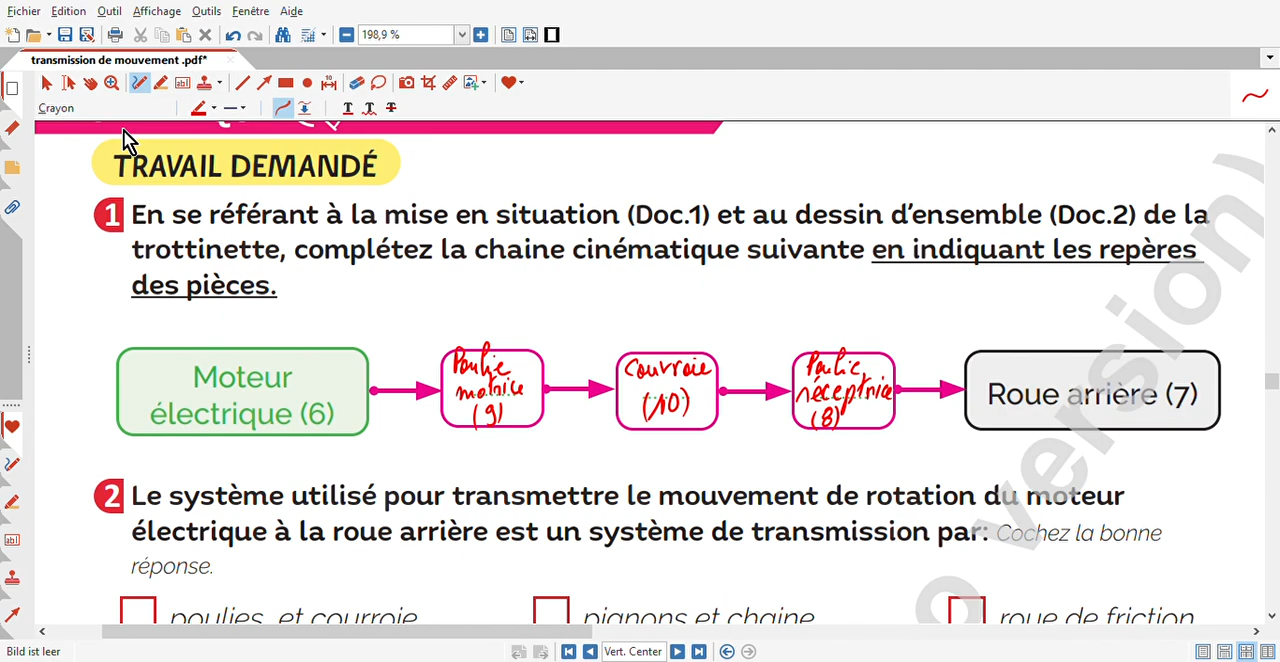 Fichier Edition Outil Affichage Outils Fenêtre Aide
198,9 %
transmission de mouvement .pdf*
Crayon
TRAVAIL DEMANDÉ
1 En se référant à la mise en situation (Doc.1) et au dessin d'ensemble (Doc.2) de la
trottinette, complétez la chaine cinématique suivante en indiquant les repères
des pièces.
Moteur
électrique (6)
Poulie
motrice
(9)
Courroie
(10)
Poulie
réceptrice
(8)
Roue arrière (7)
2 Le système utilisé pour transmettre le mouvement de rotation du moteur
électrique à la roue arrière est un système de transmission par: Cochez la bonne
réponse.
poulies et courroie
pignons et chaine
roue de friction
o version)
Bild ist leer
Vert. Center